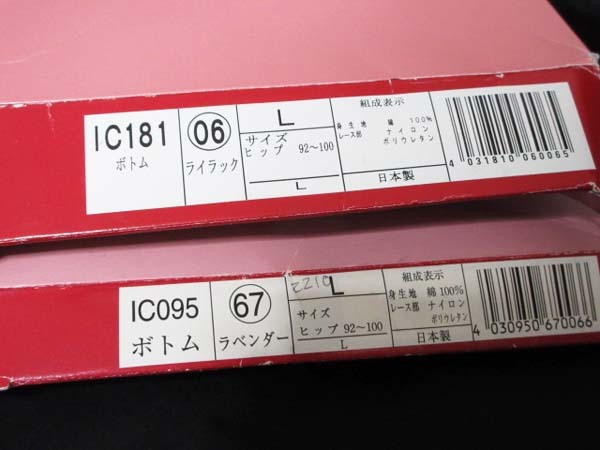 IC181
ボトム
06
ライラック
L
サイズ
ヒップ 92～100
L
組成表示
身生地 綿 100%
レース部 ナイロン
ポリウレタン
日本製
4 031810 060065
IC095
ボトム
67
ラベンダー
2210
L
サイズ
ヒップ 92～100
L
組成表示
身生地 綿 100%
レース部 ナイロン
ポリウレタン
日本製
4 030950 670066